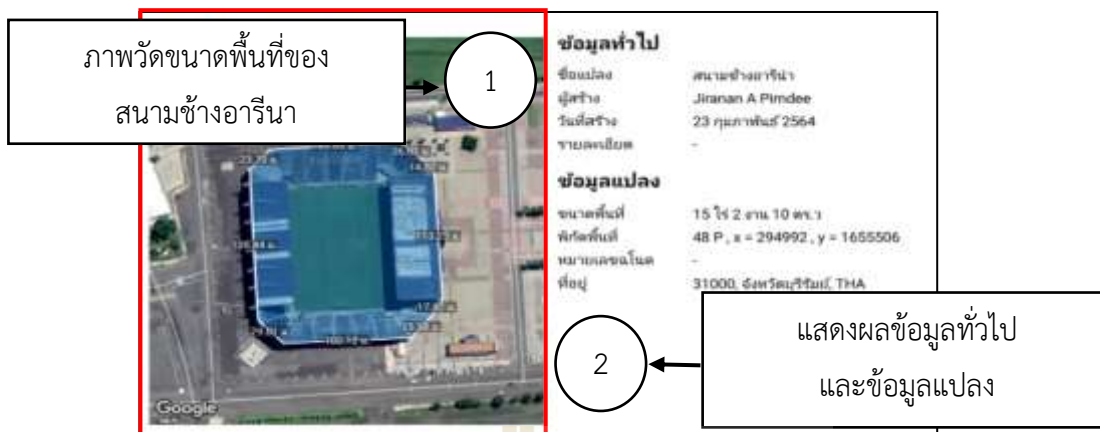 ภาพวัดขนาดพื้นที่ของ
สนามช้างอารีนา
1
ข้อมูลทั่วไป
ชื่อแปลง สนามช้างอารีน่า
ผู้สร้าง Jiranan A Pimdee
วันที่สร้าง 23 กุมภาพันธ์ 2564
รายละเอียด -
ข้อมูลแปลง
ขนาดพื้นที่ 15 ไร่ 2 งาน 10 ตร.ว
พิกัดพื้นที่ 48 P , x = 294992 , y = 1655506
หมายเลขโฉนด -
ที่อยู่ 31000, จังหวัดบุรีรัมย์, THA
2
แสดงผลข้อมูลทั่วไป
และข้อมูลแปลง
Google